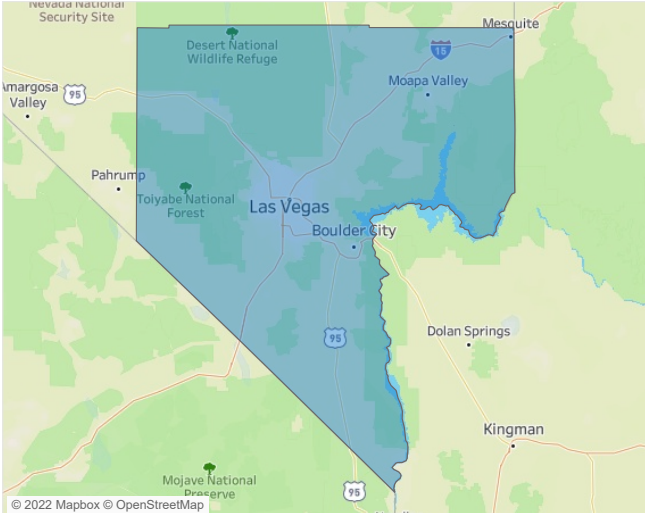 Nevada National
Security Site
Mesquite
Desert National
Wildlife Refuge
15
Moapa Valley
Amargosa
Valley
95
Pahrump
Toiyabe National
Forest
Las Vegas
Boulder City
95
Dolan Springs
Kingman
Mojave National
Preserve
95
© 2022 Mapbox © OpenStreetMap